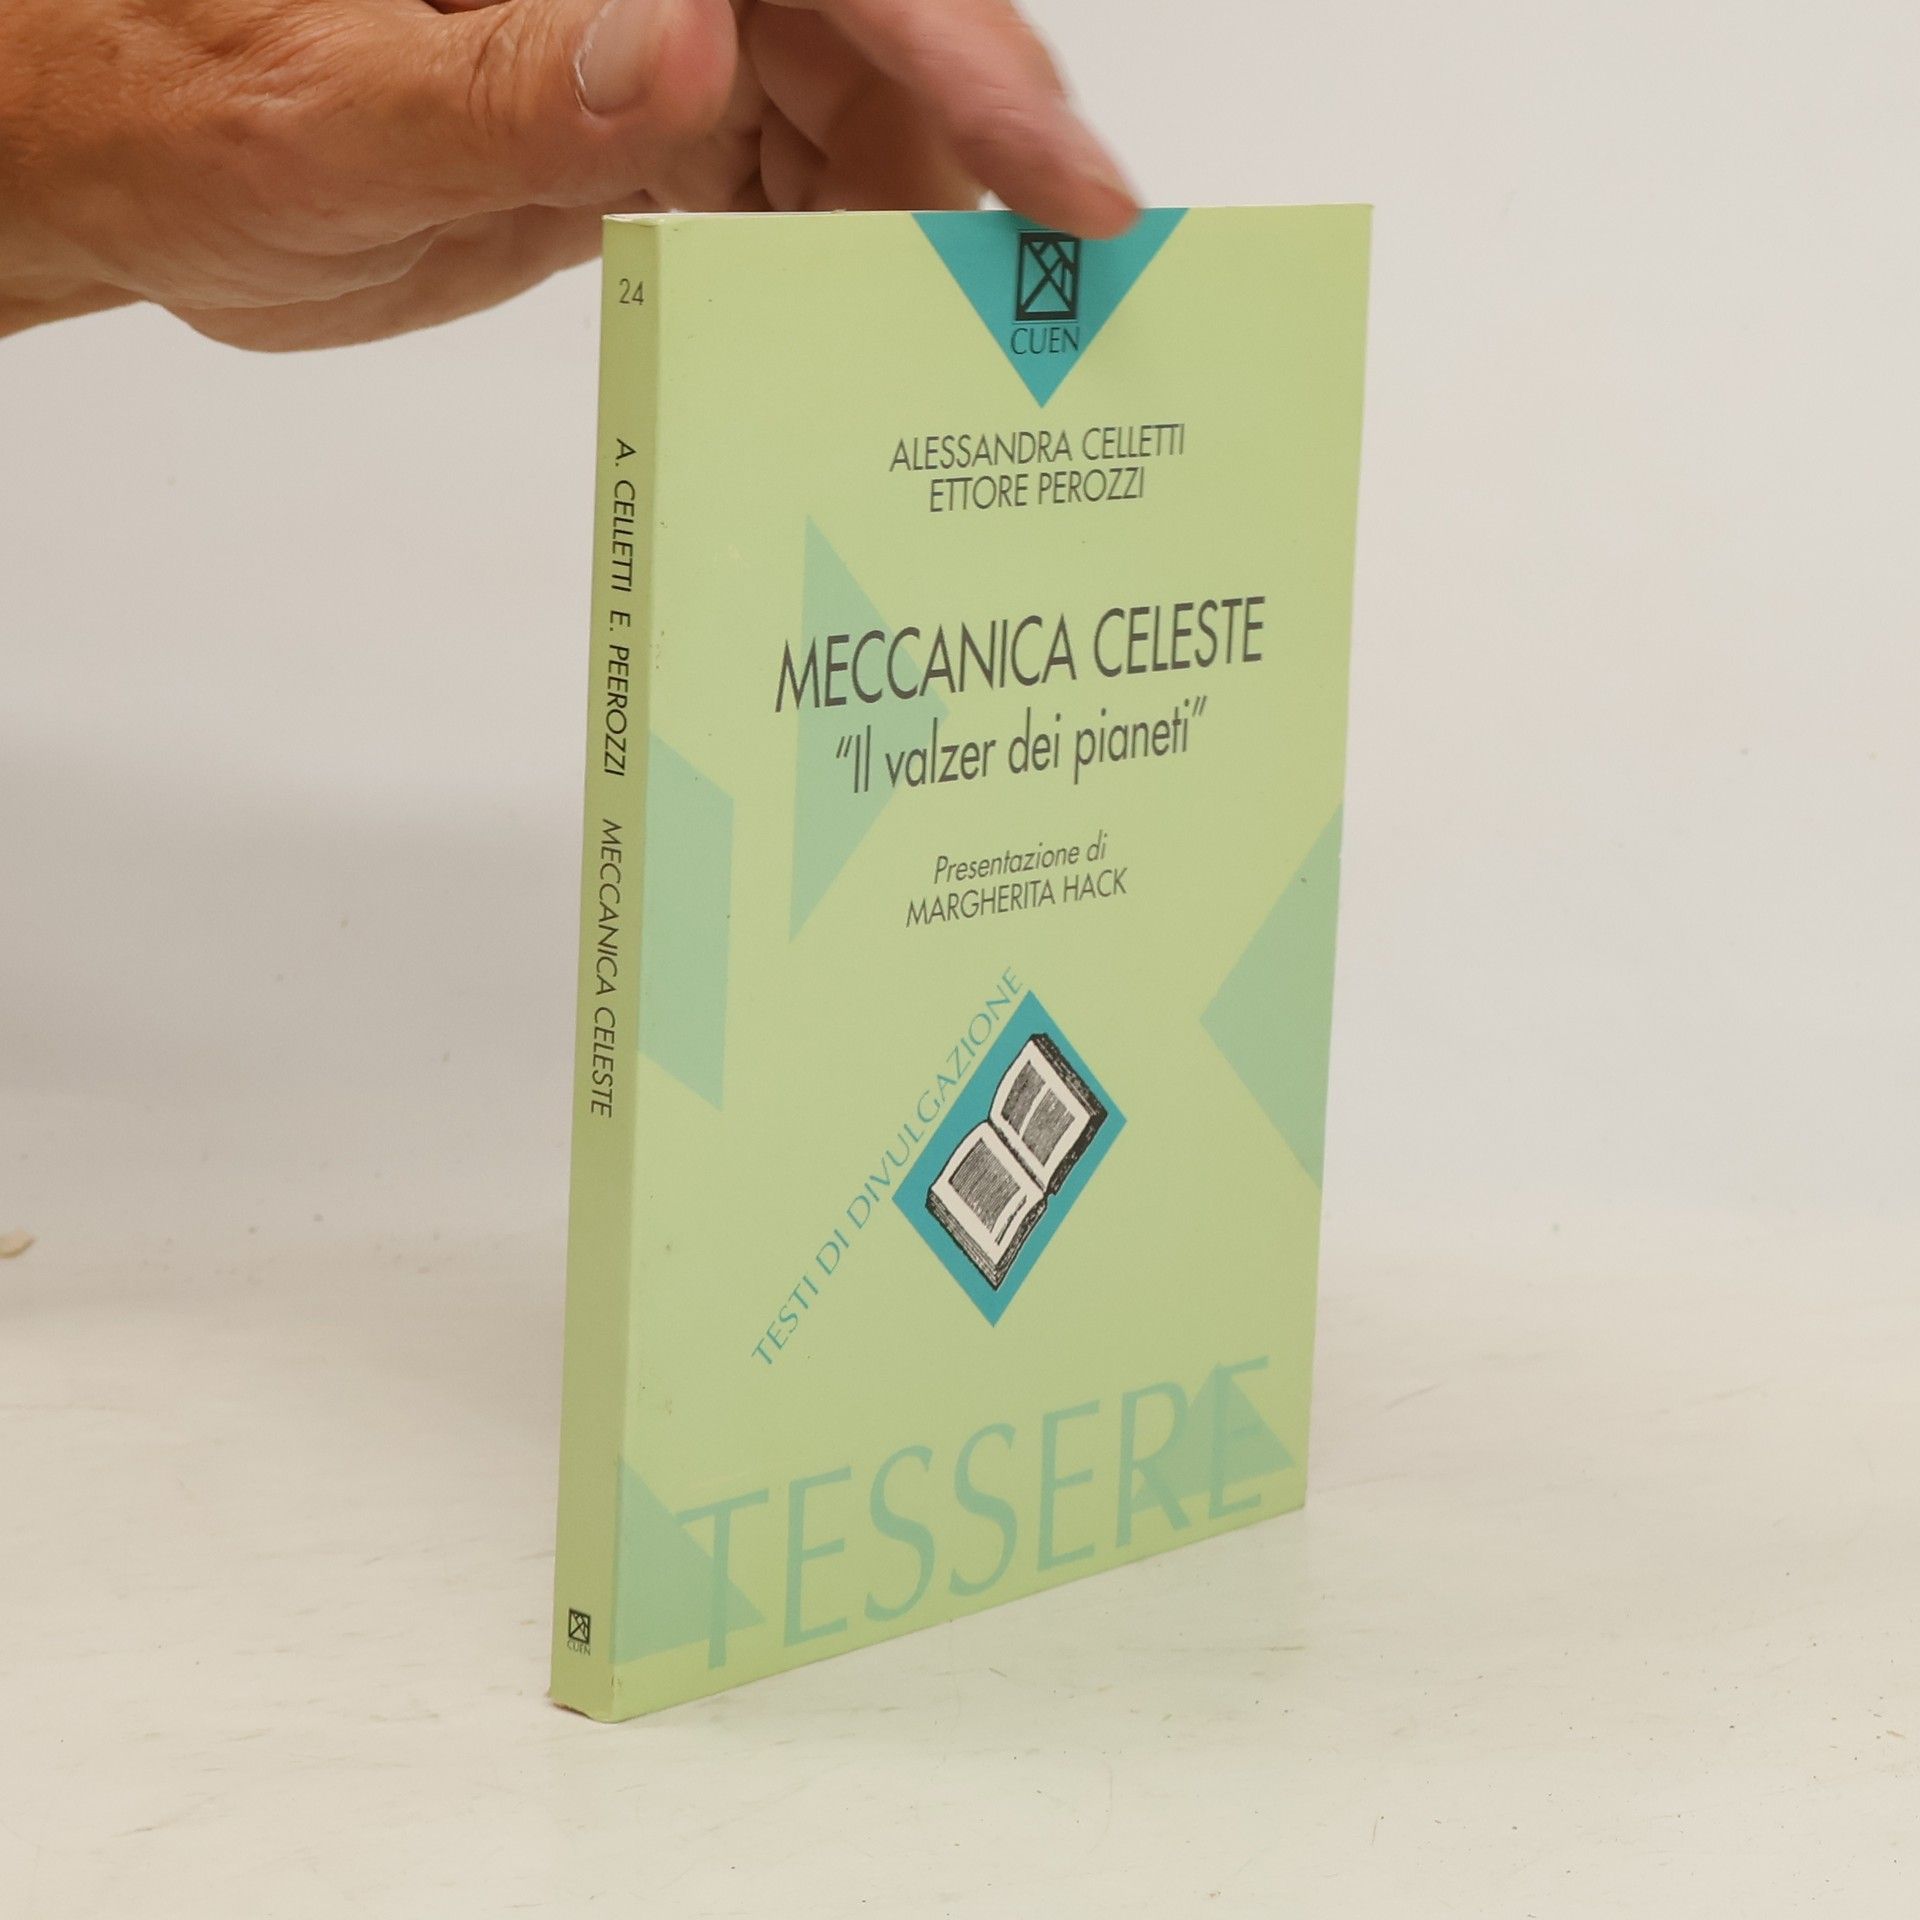 24
A. CELLETTI E. PEEROZZI MECCANICA CELESTE
CUEN
CUEN
ALESSANDRA CELLETTI
ETTORE PEROZZI
MECCANICA CELESTE
“Il valzer dei pianeti”
Presentazione di
MARGHERITA HACK
TESTI DI DIVULGAZIONE
TESSERE